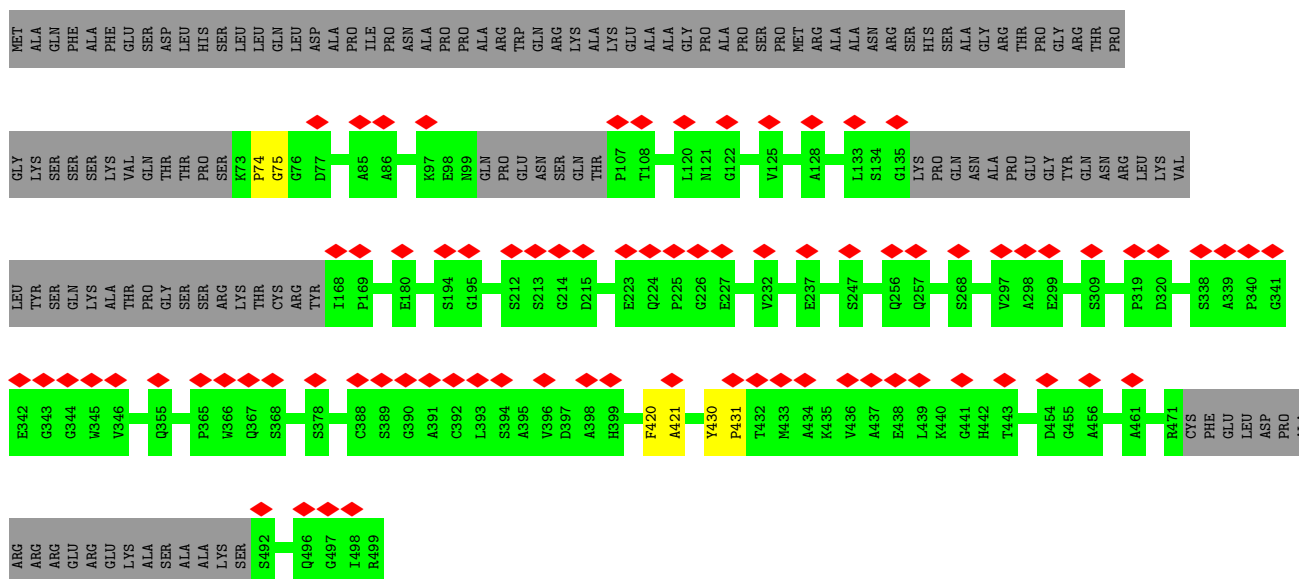 MET ALA GLN PHE ALA PHE GLU SER ASP LEU HIS SER LEU LEU GLN LEU ASP ALA PRO ILE PRO ASN ALA PRO PRO ALA ARG TRP GLN ARG LYS ALA LYS GLU ALA ALA GLY PRO ALA PRO SER PRO MET ARG ALA ALA ASN ARG SER HIS SER ALA GLY ARG THR PRO GLY ARG THR PRO
GLY LYS SER SER SER LYS VAL GLN THR THR PRO SER K73 P74 G75 G76 D77 A85 A86 K97 E98 N99 GLN PRO GLU ASN SER GLN THR P107 T108 L120 N121 G122 V125 A128 L133 S134 G135 LYS PRO GLN ASN ALA PRO GLU GLY TYR GLN ASN ARG LEU LYS VAL
LEU TYR SER GLN LYS ALA THR PRO GLY SER SER ARG LYS THR CYS ARG TYR I168 P169 E180 S194 G195 S212 S213 G214 D215 E223 Q224 P225 G226 E227 V232 E237 S247 Q256 Q257 S268 V297 A298 E299 S309 P319 D320 S338 A339 P340 G341
E342 G343 G344 W345 V346 Q355 P365 W366 Q367 S368 S378 C388 S389 G390 A391 C392 L393 S394 A395 V396 D397 A398 H399 F420 A421 Y430 P431 T432 M433 A434 K435 V436 A437 E438 L439 K440 G441 H442 T443 D454 G455 A456 A461 R471 CYS PHE GLU LEU ASP PRO
ARG ARG ARG GLU ARG GLU LYS ALA SER ALA ALA LYS SER S492 Q496 G497 I498 R499